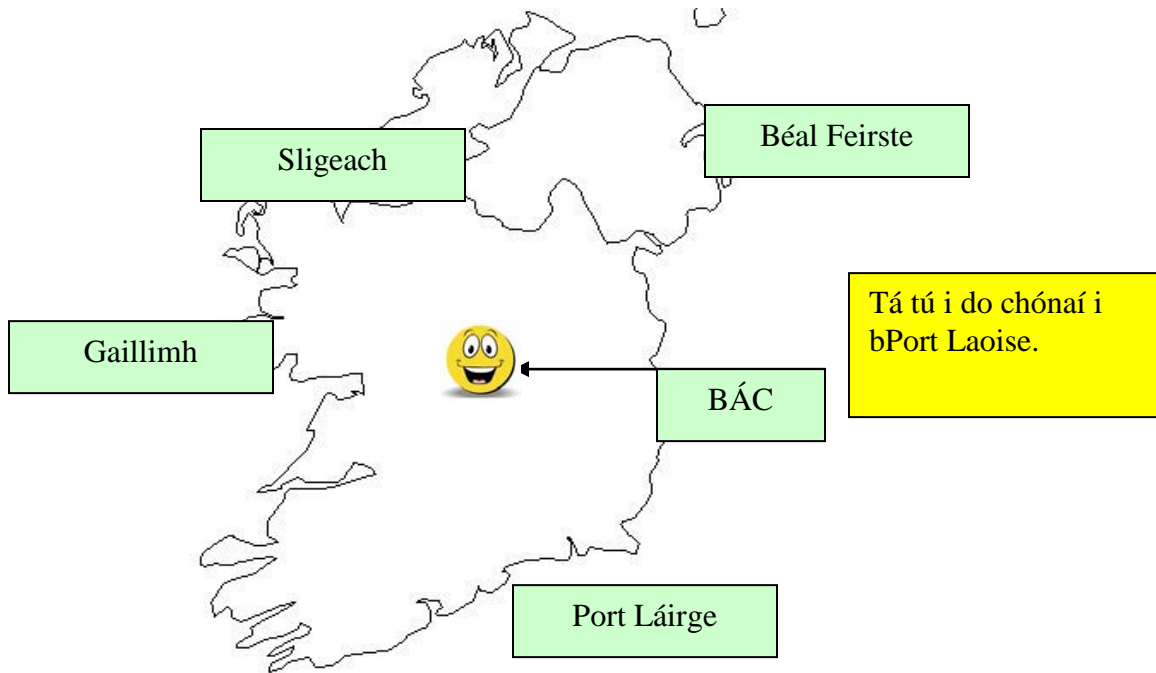 Béal Feirste
Sligeach
Tá tú i do chónaí i
bPort Laoise.
Gaillimh
BÁC
Port Láirge